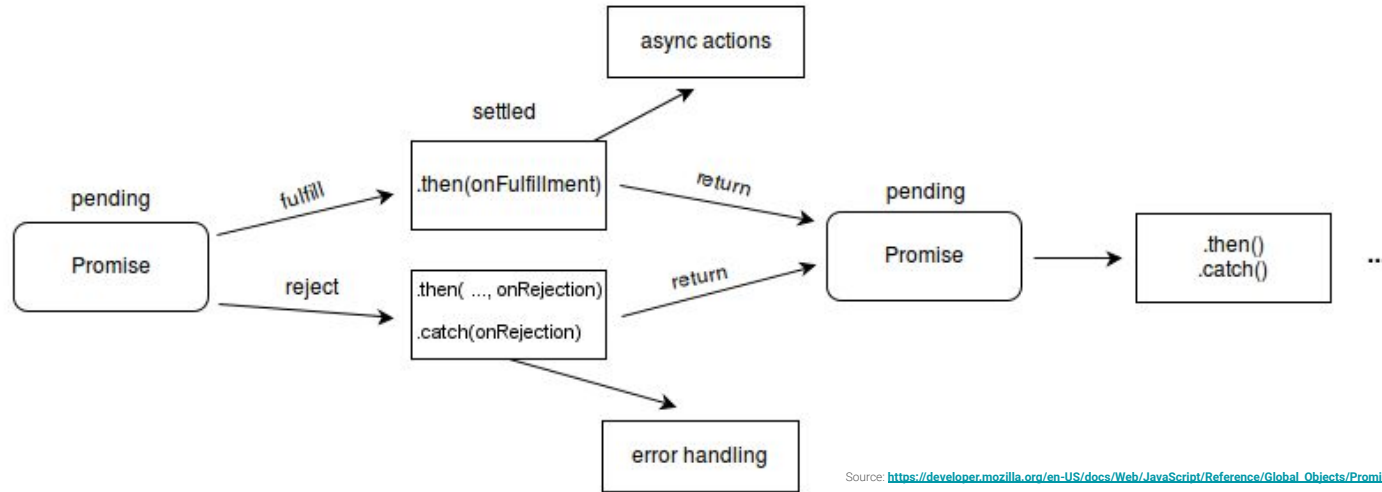 async actions
settled
.then(onFulfillment)
fulfill
return
pending
Promise
pending
Promise
.then()
.catch()
..
reject
.then( ..., onRejection)
.catch(onRejection)
return
error handling
Source: https://developer.mozilla.org/en-US/docs/Web/JavaScript/Reference/Global_Objects/Promi